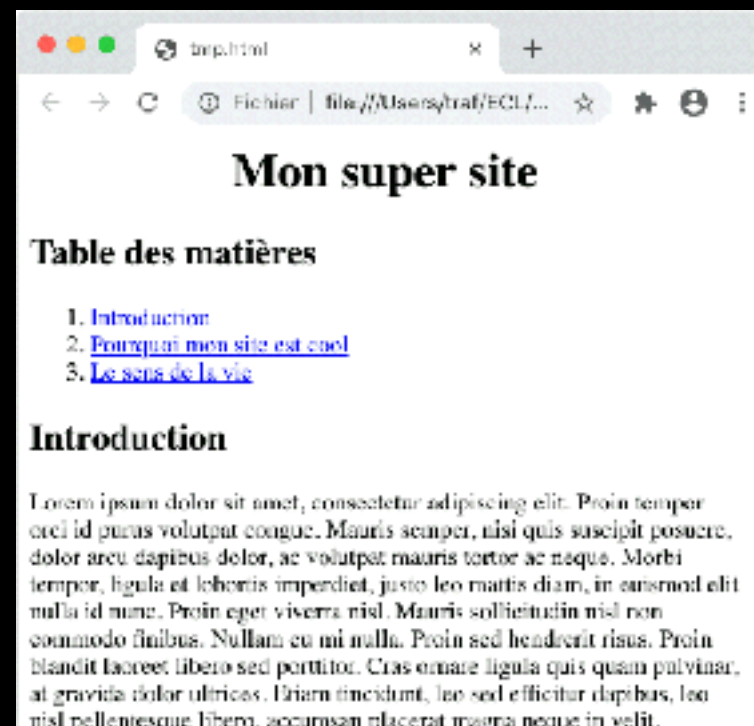 tmp.html
Fichier | file:///Users/traf/ECL/...
Mon super site
Table des matières
1. Introduction
2. Pourquoi mon site est cool
3. Le sens de la vie
Introduction
Lorem ipsum dolor sit amet, consectetur adipiscing elit. Proin tempor
orci id purus volutpat congue. Mauris semper, nisi quis suscipit posuere,
dolor arcu dapibus dolor, ac volutpat mauris tortor ac neque. Morbi
tempor, ligula et lobortis imperdiet, justo leo mattis diam, in euismod elit
nulla id nunc. Proin eget viverra nisl. Mauris sollicitudin nisl non
commodo finibus. Nullam eu mi nulla. Proin sed hendrerit risus. Proin
blandit laoreet libero sed porttitor. Cras ornare ligula quis quam pulvinar,
at gravida dolor ultrices. Etiam tincidunt, leo sed efficitur dapibus, leo
nisl pellentesque libero, accumsan placerat magna neque in velit.